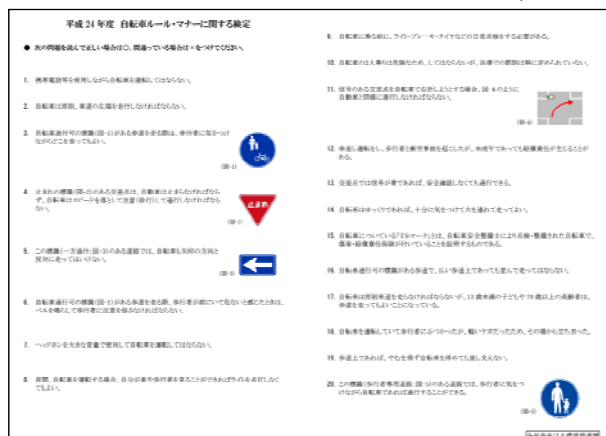 平成 24 年度 自転車ルール・マナーに関する検定
● 次の問題を読んで正しい場合は○、間違っている場合は×をつけてください。
1. 携帯電話等を使用しながら自転車を運転してはならない。
2. 自転車は原則、車道の左端を走行しなければならない。
3. 自転車通行可の標識(図-1)がある歩道を走る際は、歩行者に気をつけ
ながらどこを走ってもよい。
(図-1)
4. 止まれの標識(図-2)のある交差点は、自動車は止まらなければなら
ず、自転車はスピードを落として注意(徐行)して通行しなければなら
ない。
止まれ
(図-2)
5. この標識(一方通行:図-3)のある道路では、自転車も矢印の方向と
反対に走ってはいけない。
(図-3)
6. 自転車通行可の標識(図-1)がある歩道を走る際、歩行者が前にいて危ないと感じたときは、
ベルを鳴らして歩行者に注意を促さなければならない。
7. ヘッドホンを大きな音量で使用して自転車を運転してはならない。
8. 夜間、自転車を運転する場合、自分が車や歩行者を見ることができればライトを点灯しなく
てもよい。
9. 自転車に乗る前に、ライト・ブレーキ・タイヤなどの日常点検をする必要がある。
10. 自転車の2人乗りは危険なため、してはならないが、法律での罰則は特に定められていない。
11. 信号のある交差点を自転車で右折しようとする場合、図-4のように
自動車と同様に進行しなければならない。
(図-4)
12. 傘差し運転をし、歩行者と衝突事故を起こしたが、未成年であっても賠償責任が生じることが
ある。
13. 交差点では信号が青であれば、安全確認しなくても通行できる。
14. 自転車はゆっくりであれば、十分に気をつけて犬を連れて走ってよい。
15. 自転車についている「TSマーク」とは、自転車安全整備士により点検・整備された自転車で、
傷害・賠償責任保険が付いていることを証明するものである。
16. 自転車通行可の標識がある歩道で、広い歩道上であっても並んで走ってはならない。
17. 自転車は原則車道を走らなければならないが、13 歳未満の子どもや 70 歳以上の高齢者は、
歩道を走ってもよいことになっている。
18. 自転車を運転していて歩行者にぶつかったが、軽いケガだったため、その場から立ち去った。
19. 歩道上であれば、やむを得ず自転車を停めても差し支えない。
20. この標識(歩行者専用道路:図-5)のある道路では、歩行者に気をつ
けながら自転車であれば通行することができる。
(図-5)